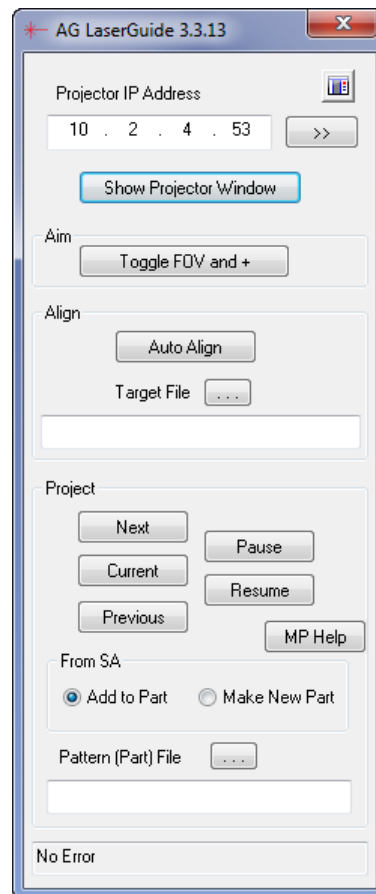 AG LaserGuide 3.3.13
Projector IP Address
10 . 2 . 4 . 53
>>
Show Projector Window
Aim
Toggle FOV and +
Align
Auto Align
Target File ...
Project
Next
Pause
Current
Resume
Previous
MP Help
From SA
Add to Part Make New Part
Pattern (Part) File ...
No Error